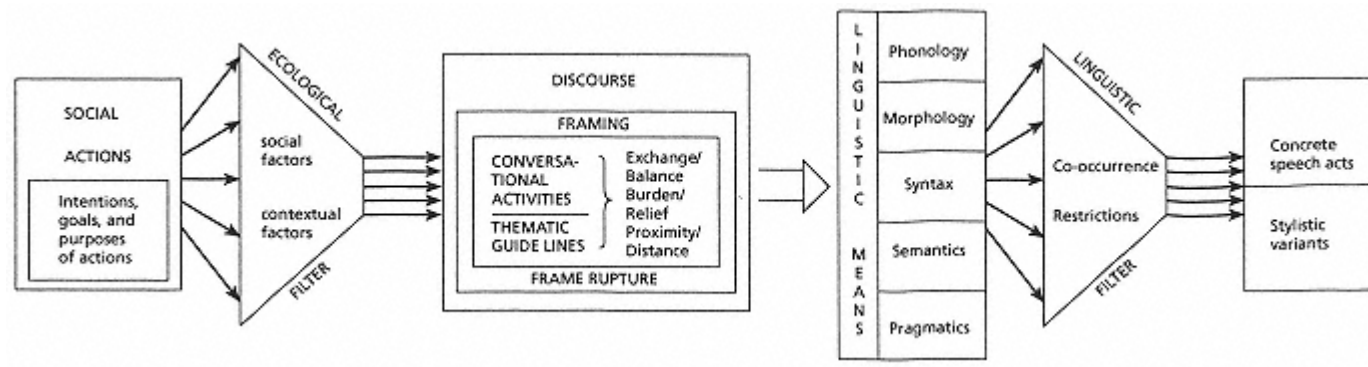 SOCIAL
ACTIONS
Intentions,
goals, and
purposes
of actions
ECOLOGICAL
social
factors
contextual
factors
FILTER
DISCOURSE
FRAMING
CONVERSA-
TIONAL
ACTIVITIES
THEMATIC
GUIDE LINES
Exchange/
Balance
Burden/
Relief
Proximity/
Distance
FRAME RUPTURE
LINGUISTIC MEANS
Phonology
Morphology
Syntax
Semantics
Pragmatics
LINGUISTIC
Co-occurrence
Restrictions
FILTER
Concrete
speech acts
Stylistic
variants